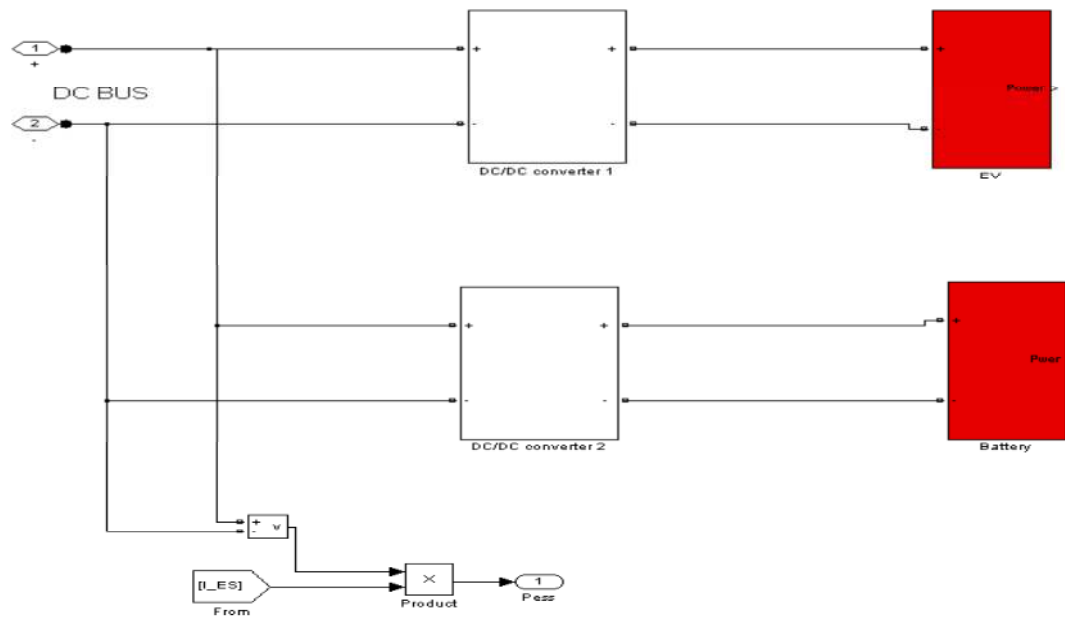 1
+
+
+
+
DC BUS
Power >
2
-
-
-
-
-
DC/DC converter 1
EV
+
+
+
Pwer
-
-
-
DC/DC converter 2
Battery
+
-
v
[I_ES]
×
1
From
Product
Pess